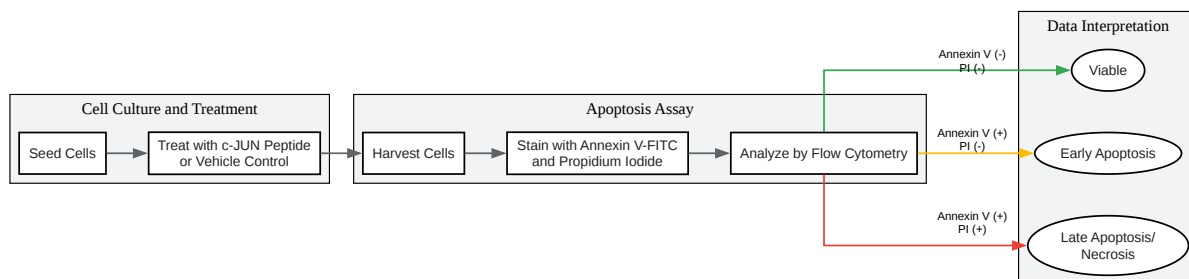 Data Interpretation
Annexin V (-)
PI (-)
Viable
Cell Culture and Treatment
Apoptosis Assay
Seed Cells
Treat with c-JUN Peptide
or Vehicle Control
Harvest Cells
Stain with Annexin V-FITC
and Propidium Iodide
Analyze by Flow Cytometry
Annexin V (+)
PI (-)
Early Apoptosis
Annexin V (+)
PI (+)
Late Apoptosis/
Necrosis